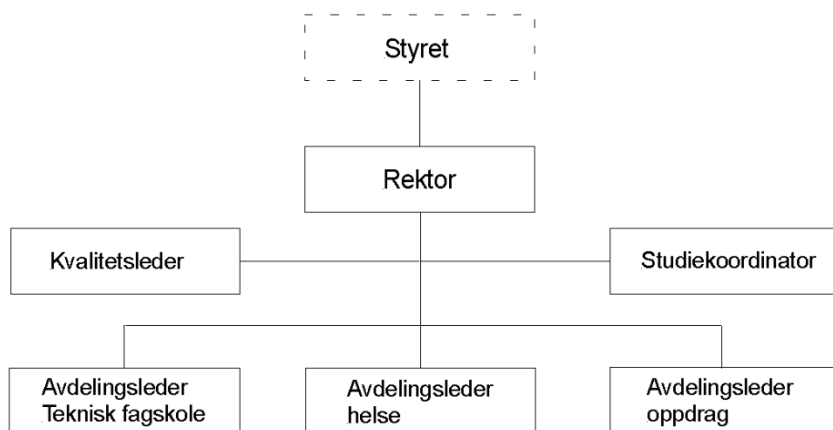 Styret
Rektor
Kvalitetsleder
Studiekoordinator
Avdelingsleder
Teknisk fagskole
Avdelingsleder
helse
Avdelingsleder
oppdrag